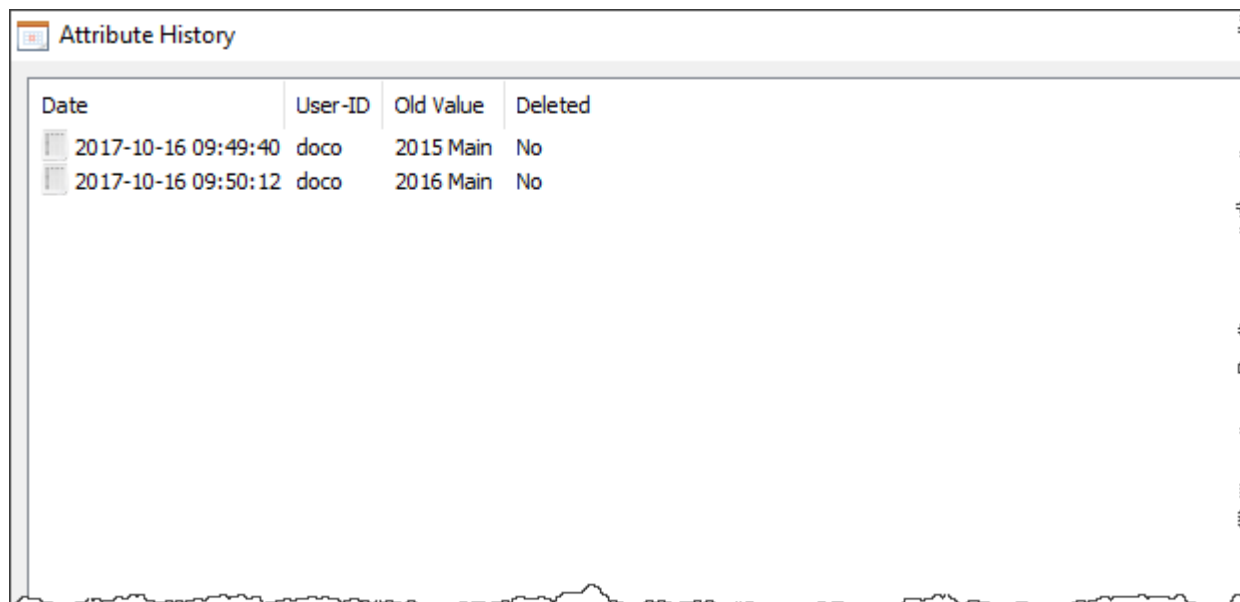 Attribute History
Date User-ID Old Value Deleted
2017-10-16 09:49:40 doco 2015 Main No
2017-10-16 09:50:12 doco 2016 Main No